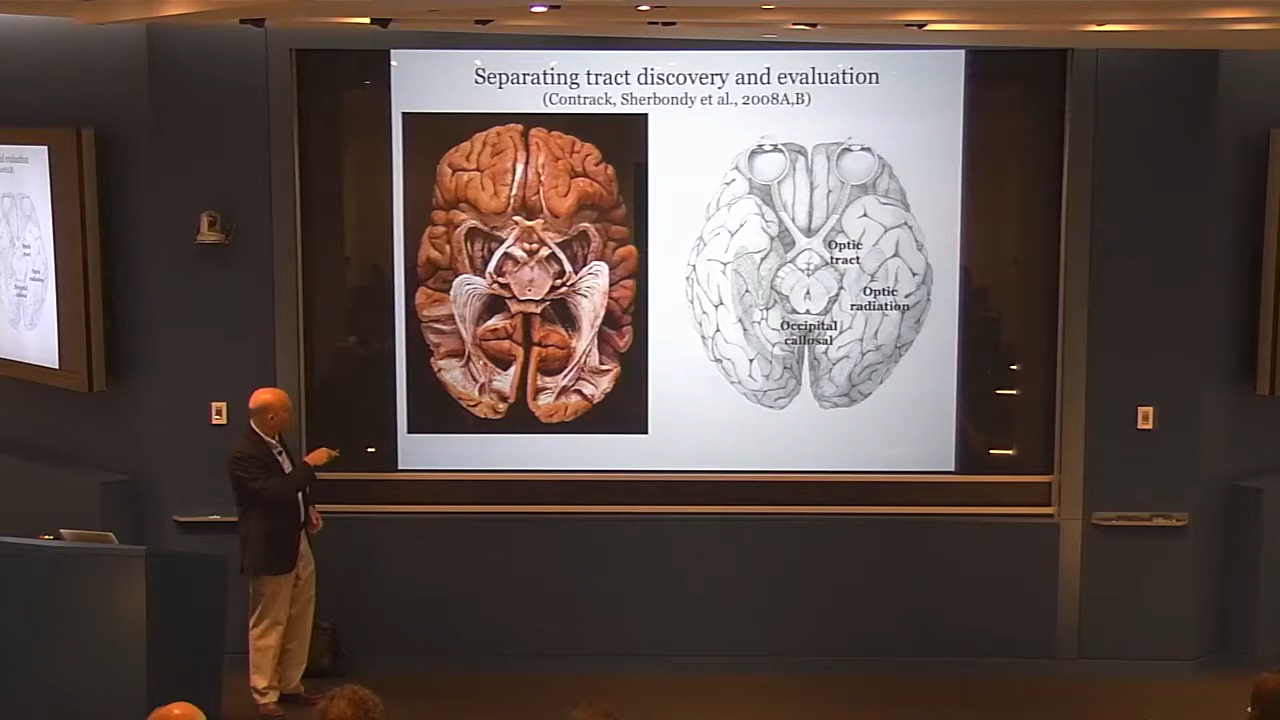 Separating tract discovery and evaluation
(Contrack, Sherbondy et al., 2008A,B)
Optic
tract
Optic
radiation
Occipital
callosal